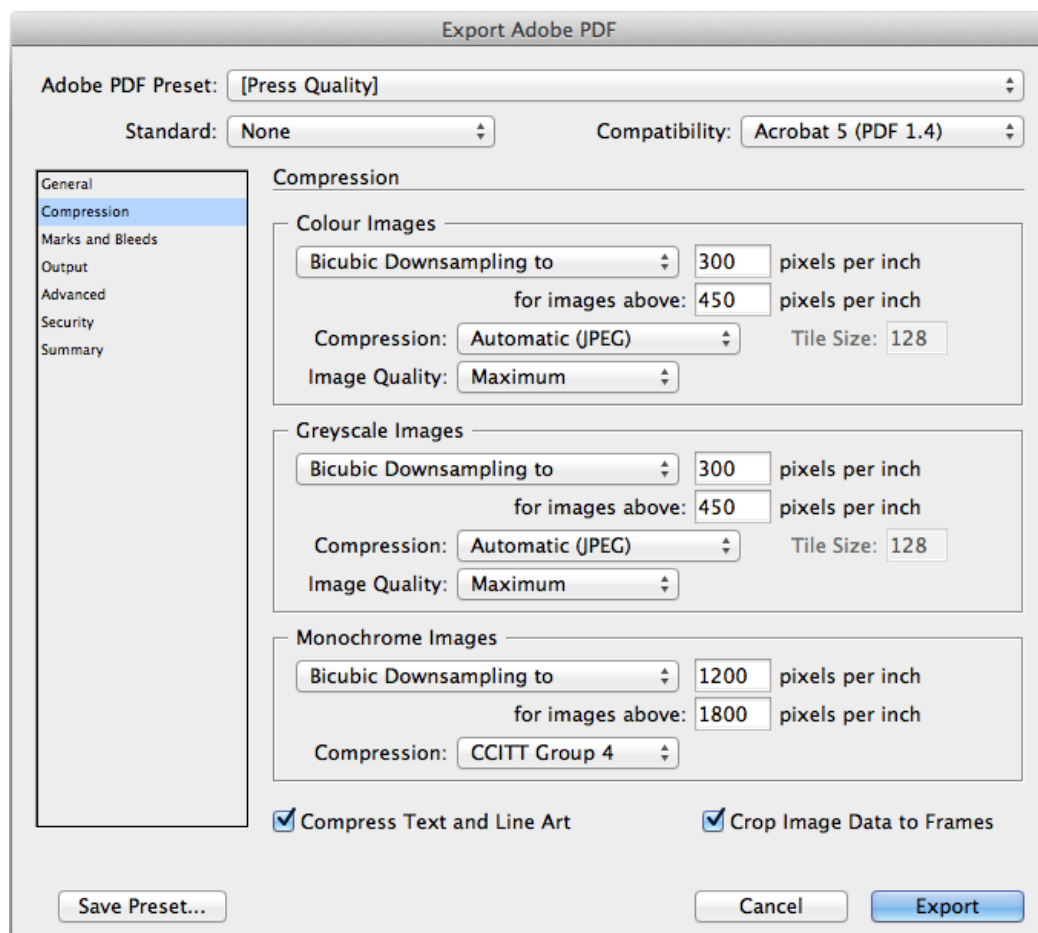 Export Adobe PDF
Adobe PDF Preset: [Press Quality]
Standard: None Compatibility: Acrobat 5 (PDF 1.4)
General
Compression
Marks and Bleeds
Output
Advanced
Security
Summary
Compression
Colour Images
Bicubic Downsampling to 300 pixels per inch
for images above: 450 pixels per inch
Compression: Automatic (JPEG) Tile Size: 128
Image Quality: Maximum
Greyscale Images
Bicubic Downsampling to 300 pixels per inch
for images above: 450 pixels per inch
Compression: Automatic (JPEG) Tile Size: 128
Image Quality: Maximum
Monochrome Images
Bicubic Downsampling to 1200 pixels per inch
for images above: 1800 pixels per inch
Compression: CCITT Group 4
Compress Text and Line Art Crop Image Data to Frames
Save Preset... Cancel Export